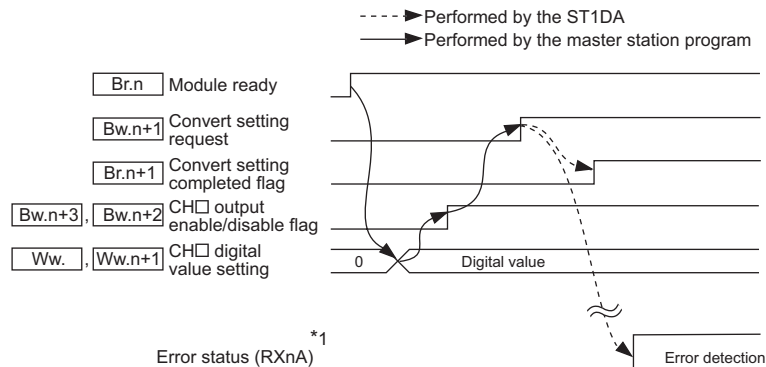 Performed by the ST1DA
Performed by the master station program
Br.n Module ready
Bw.n+1 Convert setting request
Br.n+1 Convert setting completed flag
Bw.n+3 , Bw.n+2 CH□ output enable/disable flag
Ww. , Ww.n+1 CH□ digital value setting
0 Digital value
Error status (RXnA) *1
Error detection